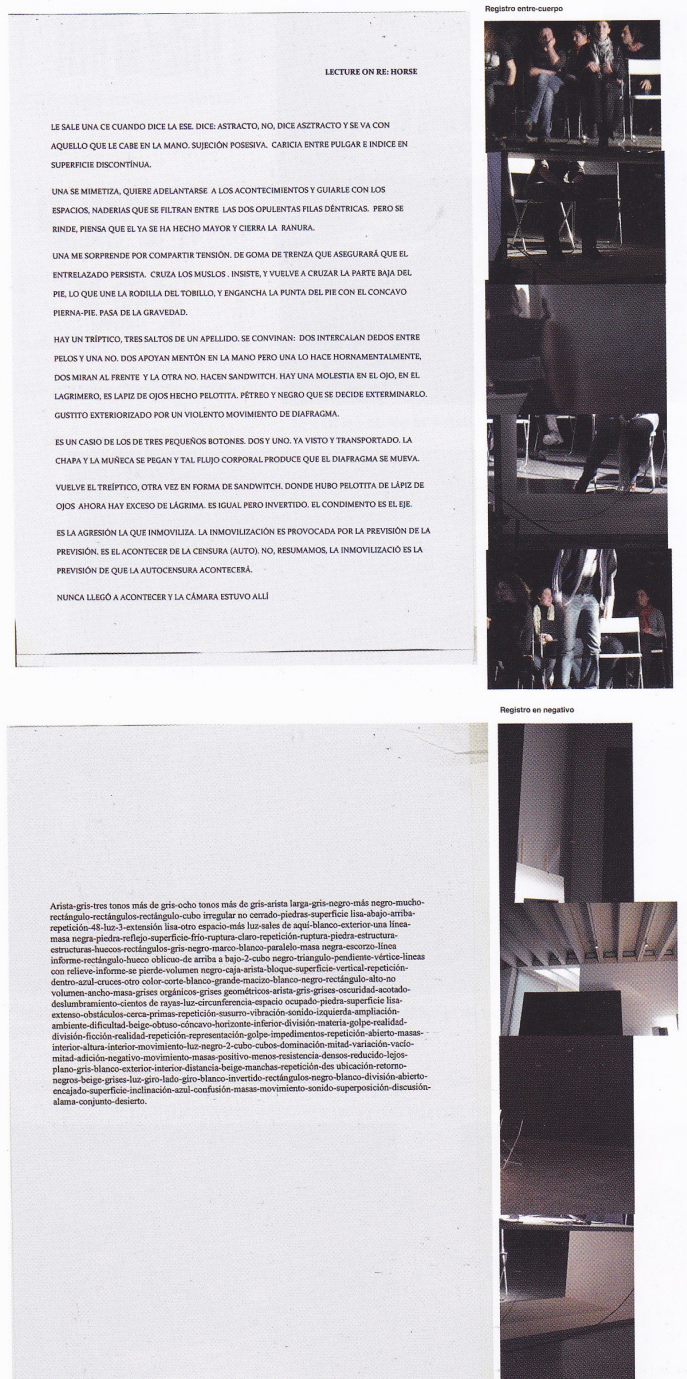 Registro entre-cuerpo
LECTURE ON RE: HORSE
LE SALE UNA CE CUANDO DICE LA ESE. DICE: ASTRACTO, NO, DICE ASZTRACTO Y SE VA CON
AQUELLO QUE LE CABE EN LA MANO. SUJECIÓN POSESIVA. CARICIA ENTRE PULGAR E INDICE EN
SUPERFICIE DISCONTÍNUA.
UNA SE MIMETIZA, QUIERE ADELANTARSE A LOS ACONTECIMIENTOS Y GUIARLE CON LOS
ESPACIOS, NADERIAS QUE SE FILTRAN ENTRE LAS DOS OPULENTAS FILAS DÉNTRICAS. PERO SE
RINDE, PIENSA QUE EL YA SE HA HECHO MAYOR Y CIERRA LA RANURA.
UNA ME SORPRENDE POR COMPARTIR TENSIÓN. DE GOMA DE TRENZA QUE ASEGURARÁ QUE EL
ENTRELAZADO PERSISTA. CRUZA LOS MUSLOS . INSISTE, Y VUELVE A CRUZAR LA PARTE BAJA DEL
PIE, LO QUE UNE LA RODILLA DEL TOBILLO, Y ENGANCHA LA PUNTA DEL PIE CON EL CONCAVO
PIERNA-PIE. PASA DE LA GRAVEDAD.
HAY UN TRÍPTICO, TRES SALTOS DE UN APELLIDO. SE CONVINAN: DOS INTERCALAN DEDOS ENTRE
PELOS Y UNA NO. DOS APOYAN MENTÓN EN LA MANO PERO UNA LO HACE HORNAMENTALMENTE,
DOS MIRAN AL FRENTE Y LA OTRA NO. HACEN SANDWITCH. HAY UNA MOLESTIA EN EL OJO, EN EL
LAGRIMERO, ES LAPIZ DE OJOS HECHO PELOTITA. PÉTREO Y NEGRO QUE SE DECIDE EXTERMINARLO.
GUSTITO EXTERIORIZADO POR UN VIOLENTO MOVIMIENTO DE DIAFRAGMA.
ES UN CASIO DE LOS DE TRES PEQUEÑOS BOTONES. DOS Y UNO. YA VISTO Y TRANSPORTADO. LA
CHAPA Y LA MUÑECA SE PEGAN Y TAL FLUJO CORPORAL PRODUCE QUE EL DIAFRAGMA SE MUEVA.
VUELVE EL TREÍPTICO, OTRA VEZ EN FORMA DE SANDWITCH. DONDE HUBO PELOTITA DE LÁPIZ DE
OJOS AHORA HAY EXCESO DE LÁGRIMA. ES IGUAL PERO INVERTIDO. EL CONDIMENTO ES EL EJE.
ES LA AGRESIÓN LA QUE INMOVILIZA. LA INMOVILIZACIÓN ES PROVOCADA POR LA PREVISIÓN DE LA
PREVISIÓN. ES EL ACONTECER DE LA CENSURA (AUTO). NO, RESUMAMOS, LA INMOVILIZACIÓ ES LA
PREVISIÓN DE QUE LA AUTOCENSURA ACONTECERÁ.
NUNCA LLEGÓ A ACONTECER Y LA CÁMARA ESTUVO ALLÍ
Registro en negativo
Arista-gris-tres tonos más de gris-ocho tonos más de gris-arista larga-gris-negro-más negro-mucho-
rectángulo-rectángulos-rectángulo-cubo irregular no cerrado-piedras-superficie lisa-abajo-arriba-
repetición-48-luz-3-extensión lisa-otro espacio-más luz-sales de aquí-blanco-exterior-una línea-
masa negra-piedra-reflejo-superficie-frío-ruptura-claro-repetición-ruptura-piedra-estructura-
estructuras-huecos-rectángulos-gris-negro-marco-blanco-paralelo-masa negra-escorzo-línea
informe-rectángulo-hueco oblicuo-de arriba a bajo-2-cubo negro-triangulo-pendiente-vértice-lineas
con relieve-informe-se pierde-volumen negro-caja-arista-bloque-superficie-vertical-repetición-
dentro-azul-cruces-otro color-corte-blanco-grande-macizo-blanco-negro-rectángulo-alto-no
volumen-ancho-masa-grises orgánicos-grises geométricos-arista-gris-grises-oscuridad-acotado-
deslumbramiento-cientos de rayas-luz-circunferencia-espacio ocupado-piedra-superficie lisa-
extenso-obstáculos-cerca-primas-repetición-susurro-vibración-sonido-izquierda-ampliación-
ambiente-dificultad-beige-obtuso-cóncavo-horizonte-inferior-división-materia-golpe-realidad-
división-ficción-realidad-repetición-representación-golpe-impedimentos-repetición-abierto-masas-
interior-altura-interior-movimiento-luz-negro-2-cubo-cubos-dominación-mitad-variación-vacío-
mitad-adición-negativo-movimiento-masas-positivo-menos-resistencia-densos-reducido-lejos-
plano-gris-blanco-exterior-interior-distancia-beige-manchas-repetición-des ubicación-retorno-
negros-beige-grises-luz-giro-lado-giro-blanco-invertido-rectángulos-negro-blanco-división-abierto-
encajado-superficie-inclinación-azul-confusión-masas-movimiento-sonido-superposición-discusión-
alama-conjunto-desierto.